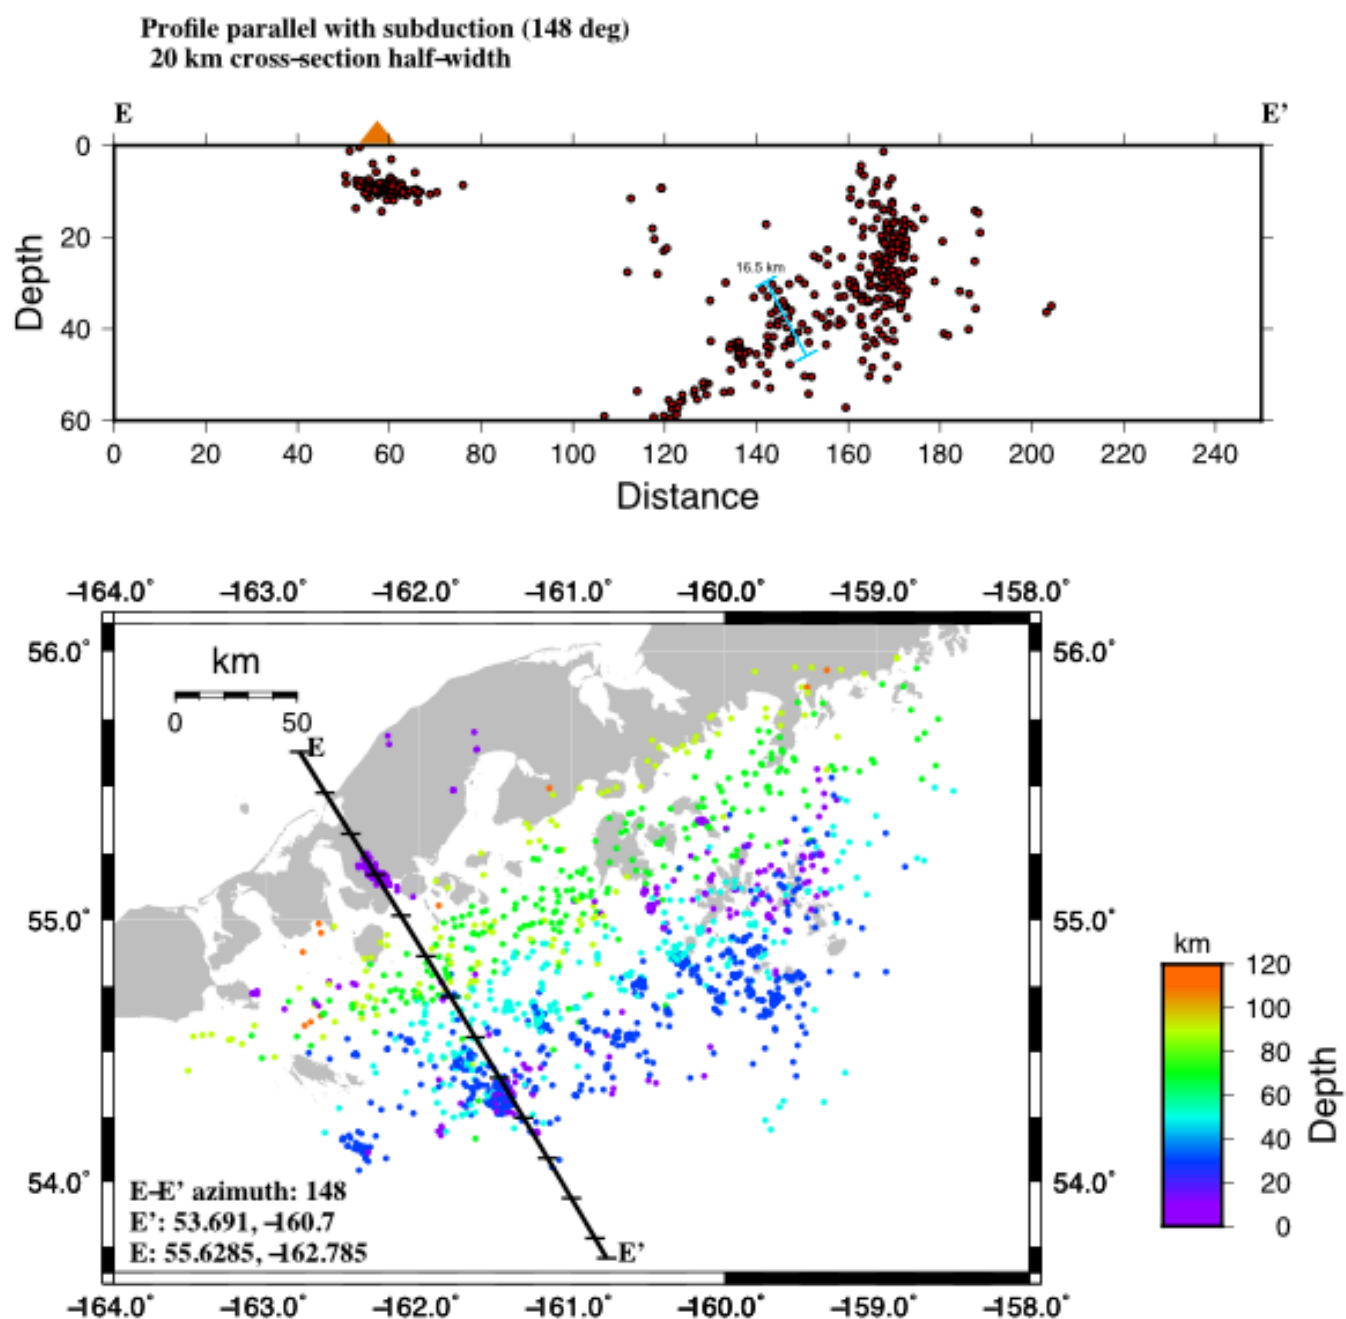 Profile parallel with subduction (148 deg)
20 km cross-section half-width
E E'
0
20
40
60
Depth
16.5 km
0 20 40 60 80 100 120 140 160 180 200 220 240
Distance
-164.0° -163.0° -162.0° -161.0° -160.0° -159.0° -158.0°
56.0° 56.0°
km
0 50
E
55.0° 55.0°
54.0° 54.0°
E-E' azimuth: 148
E': 53.691, -160.7
E: 55.6285, -162.785
E'
-164.0° -163.0° -162.0° -161.0° -160.0° -159.0° -158.0°
km
120
100
80
60
40
20
0
Depth